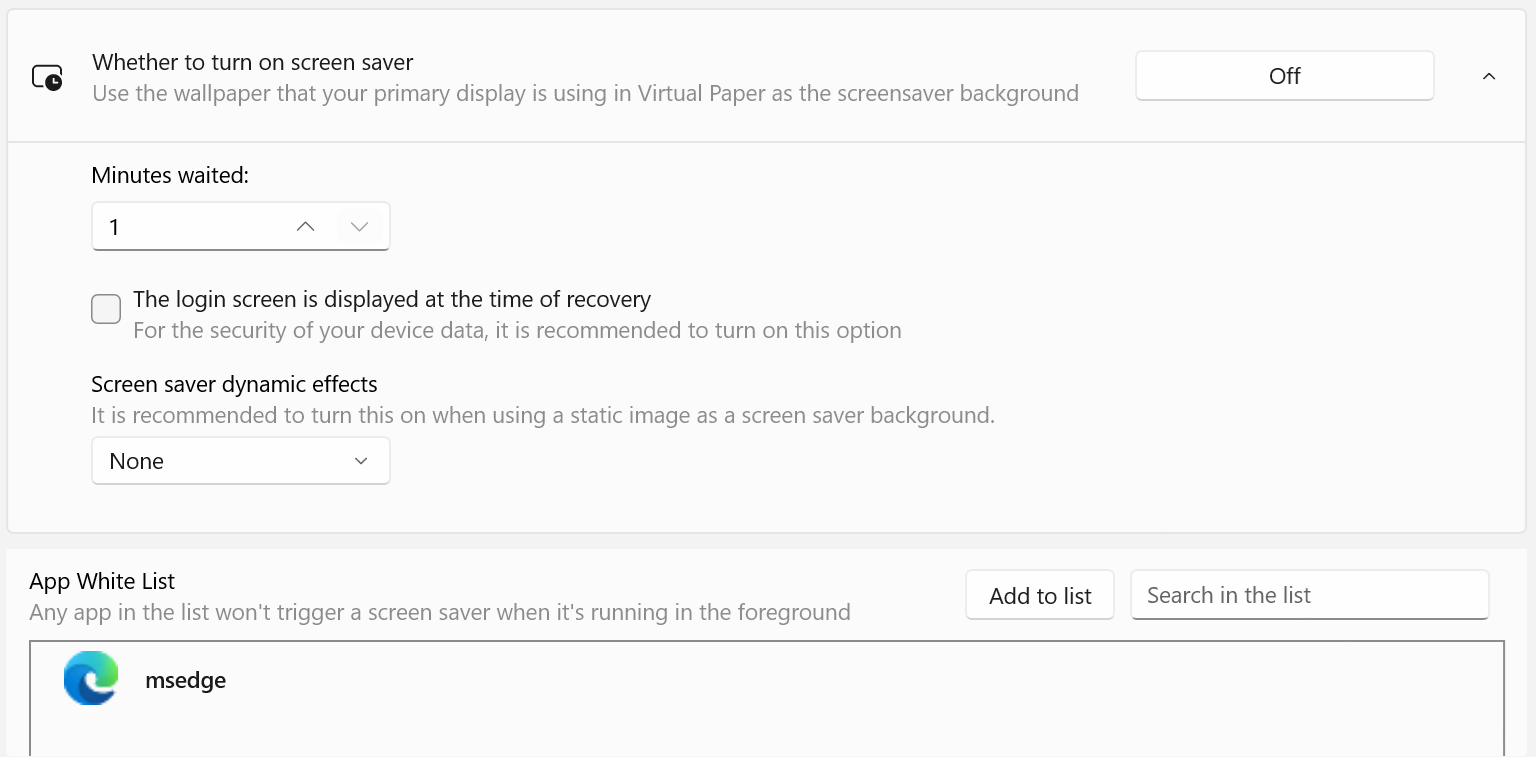 Whether to turn on screen saver
Use the wallpaper that your primary display is using in Virtual Paper as the screensaver background
Off
Minutes waited:
1
The login screen is displayed at the time of recovery
For the security of your device data, it is recommended to turn on this option
Screen saver dynamic effects
It is recommended to turn this on when using a static image as a screen saver background.
None
App White List
Any app in the list won't trigger a screen saver when it's running in the foreground
Add to list
Search in the list
msedge